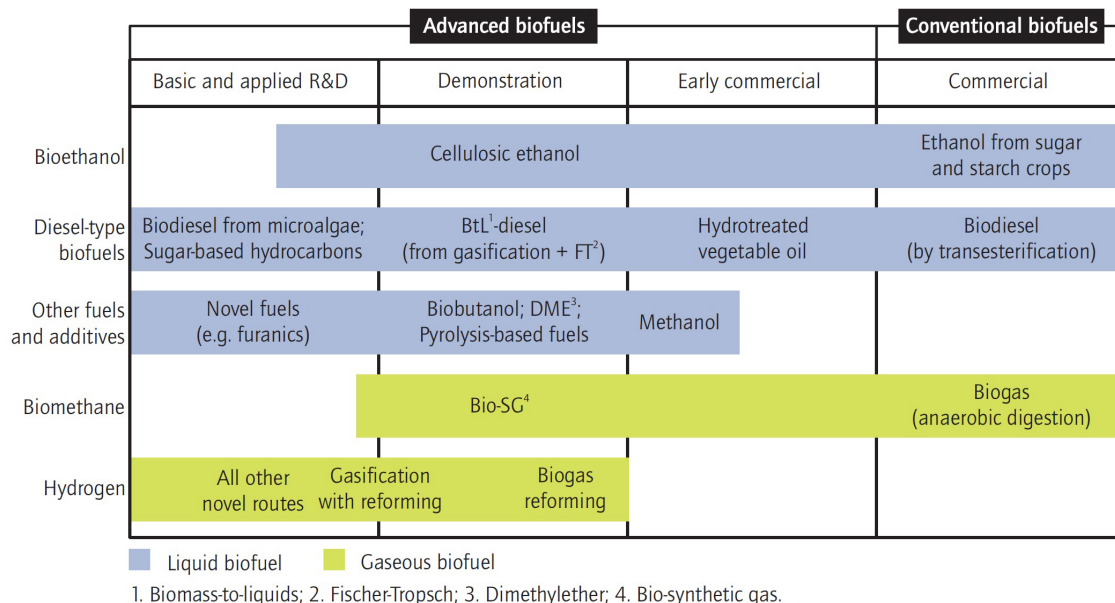 Advanced biofuels
Conventional biofuels
Basic and applied R&D
Demonstration
Early commercial
Commercial
Bioethanol
Cellulosic ethanol
Ethanol from sugar
and starch crops
Diesel-type
biofuels
Biodiesel from microalgae;
Sugar-based hydrocarbons
BtL¹-diesel
(from gasification + FT²)
Hydrotreated
vegetable oil
Biodiesel
(by transesterification)
Other fuels
and additives
Novel fuels
(e.g. furanics)
Biobutanol; DME³;
Pyrolysis-based fuels
Methanol
Biomethane
Bio-SG⁴
Biogas
(anaerobic digestion)
Hydrogen
All other
novel routes
Gasification
with reforming
Biogas
reforming
Liquid biofuel
Gaseous biofuel
1. Biomass-to-liquids; 2. Fischer-Tropsch; 3. Dimethylether; 4. Bio-synthetic gas.